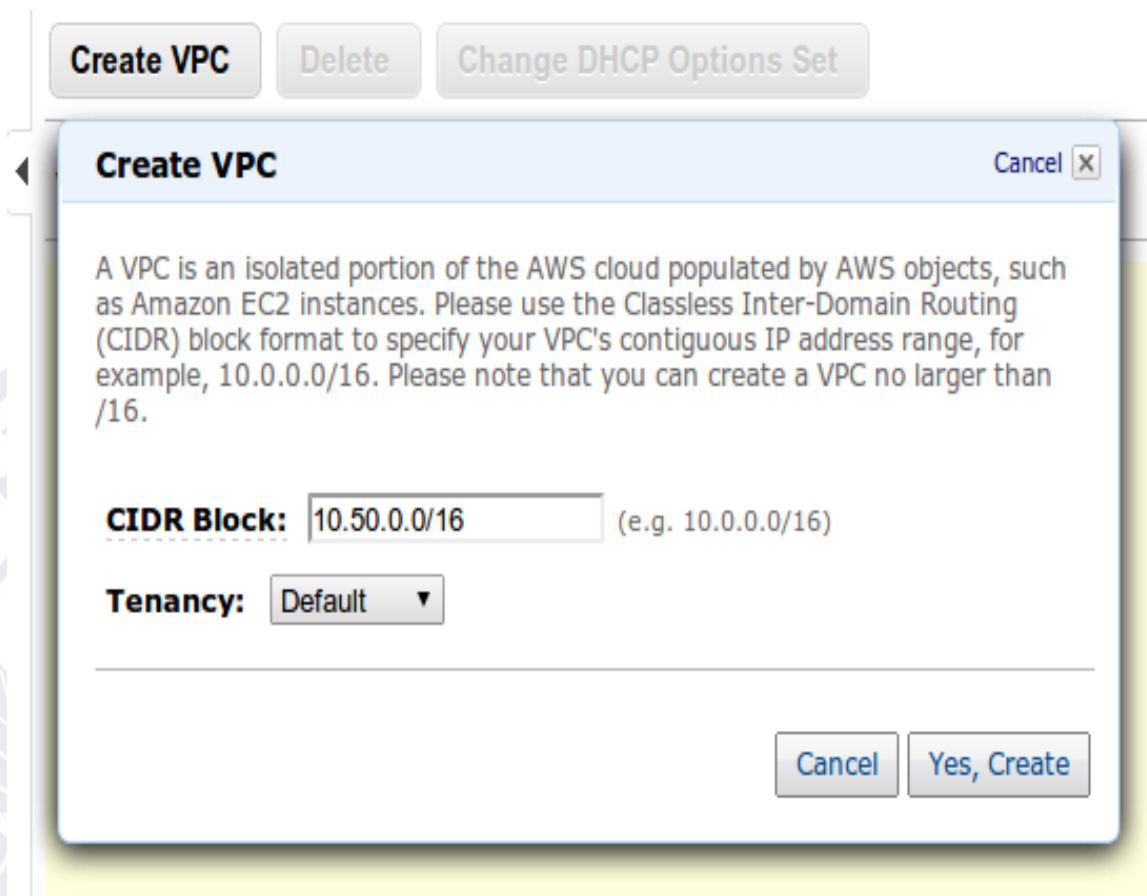 Create VPC Delete Change DHCP Options Set
Create VPC Cancel
A VPC is an isolated portion of the AWS cloud populated by AWS objects, such
as Amazon EC2 instances. Please use the Classless Inter-Domain Routing
(CIDR) block format to specify your VPC's contiguous IP address range, for
example, 10.0.0.0/16. Please note that you can create a VPC no larger than
/16.
CIDR Block: 10.50.0.0/16 (e.g. 10.0.0.0/16)
Tenancy: Default
Cancel Yes, Create